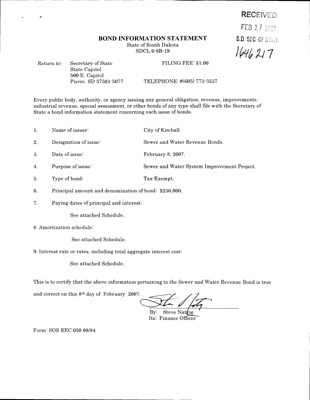 RECEIVED
FEB 27 2007
S.D. SEC. OF STATE
1646217
BOND INFORMATION STATEMENT
State of South Dakota
SDCL 6-8B-19
Return to: Secretary of State FILING FEE: $1.00
State Capitol
500 E. Capitol
Pierre, SD 57501-5077 TELEPHONE: #(605) 773-3537
Every public body, authority, or agency issuing any general obligation, revenue, improvements,
industrial revenue, special assessment, or other bonds of any type shall file with the Secretary of
State a bond information statement concerning each issue of bonds.
1. Name of issuer: City of Kimball.
2. Designation of issue: Sewer and Water Revenue Bonds.
3. Date of issue: February 8, 2007.
4. Purpose of issue: Sewer and Water System Improvement Project.
5. Type of bond: Tax-Exempt.
6. Principal amount and denomination of bond: $256,000.
7. Paying dates of principal and interest:
See attached Schedule.
8. Amortization schedule:
See attached Schedule.
9. Interest rate or rates, including total aggregate interest cost:
See attached Schedule.
This is to certify that the above information pertaining to the Sewer and Water Revenue Bond is true
and correct on this 8th day of February 2007.
By: Steve Natzig
Its: Finance Officer
Form: SOS REC 050 08/84